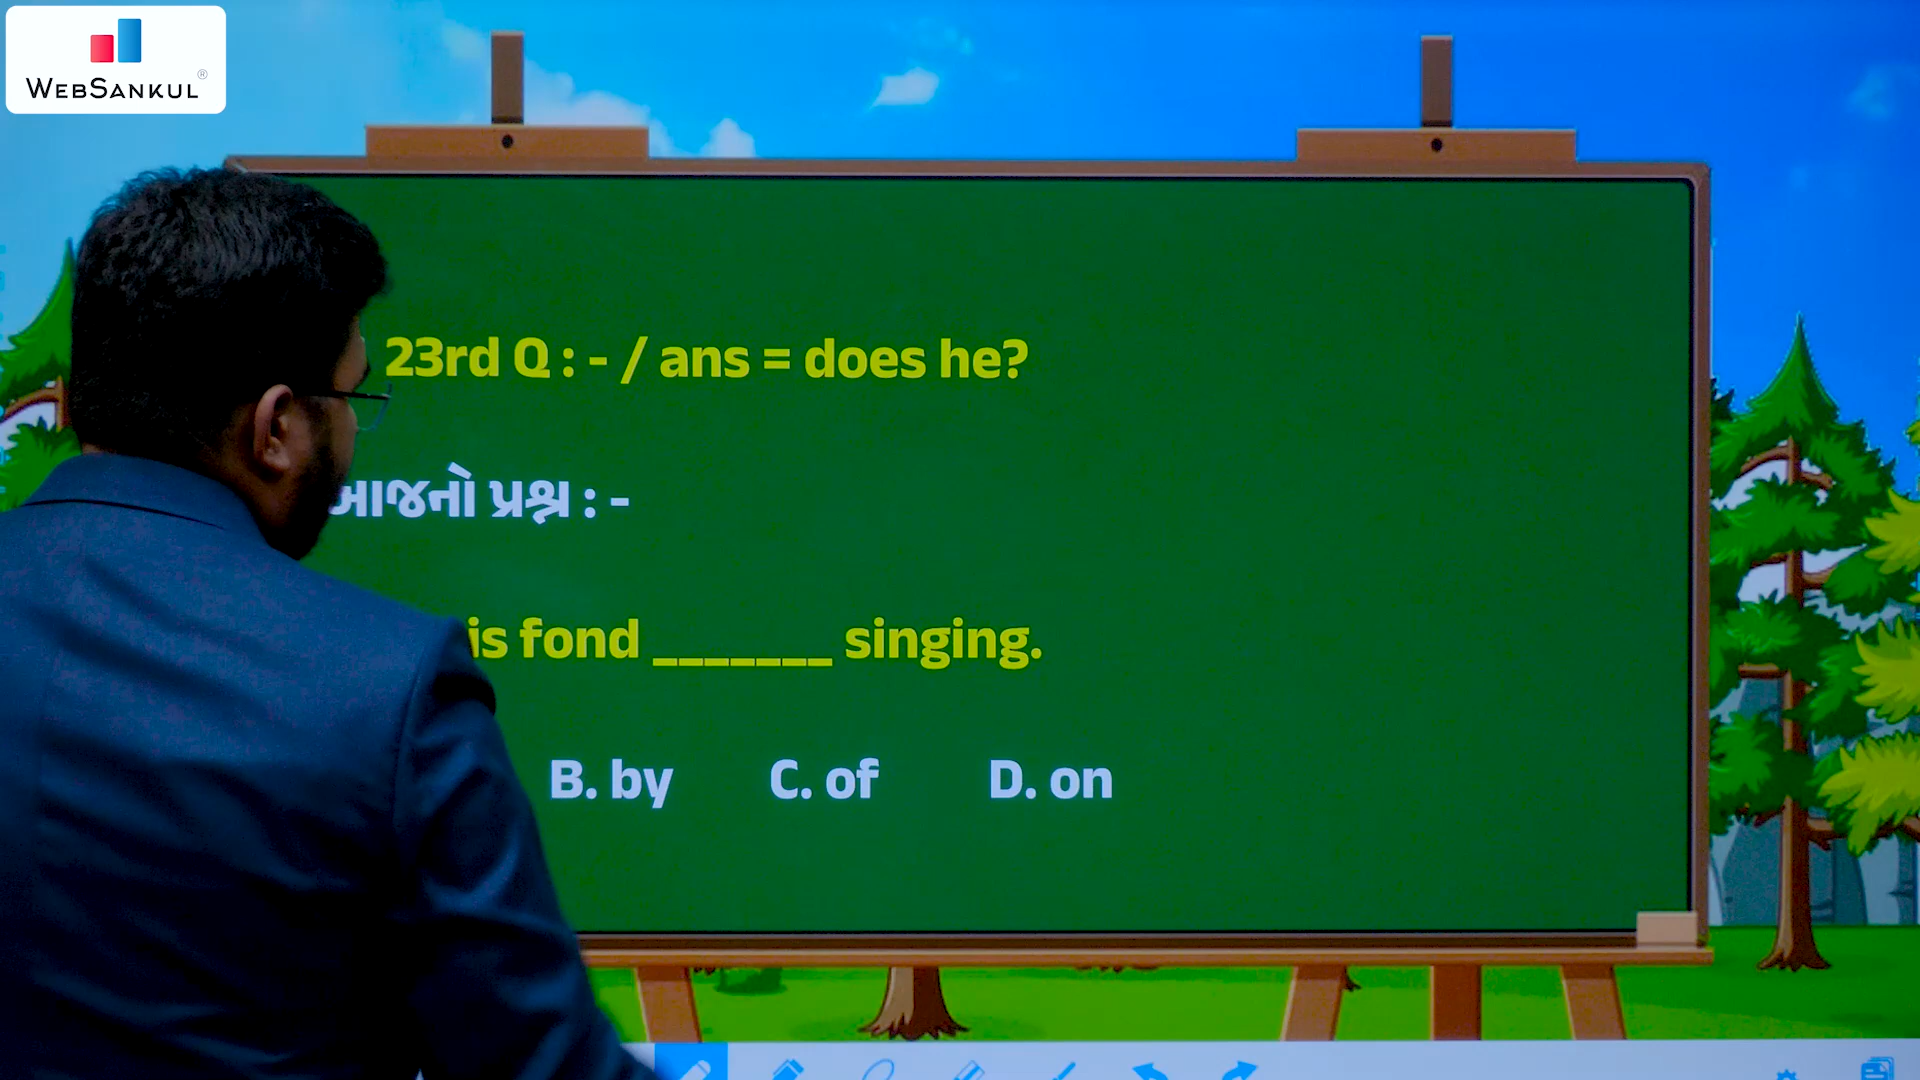 WEBSANKUL®
23rd Q : - / ans = does he?
આજનો પ્રશ્ન : -
is fond _______ singing.
B. by C. of D. on